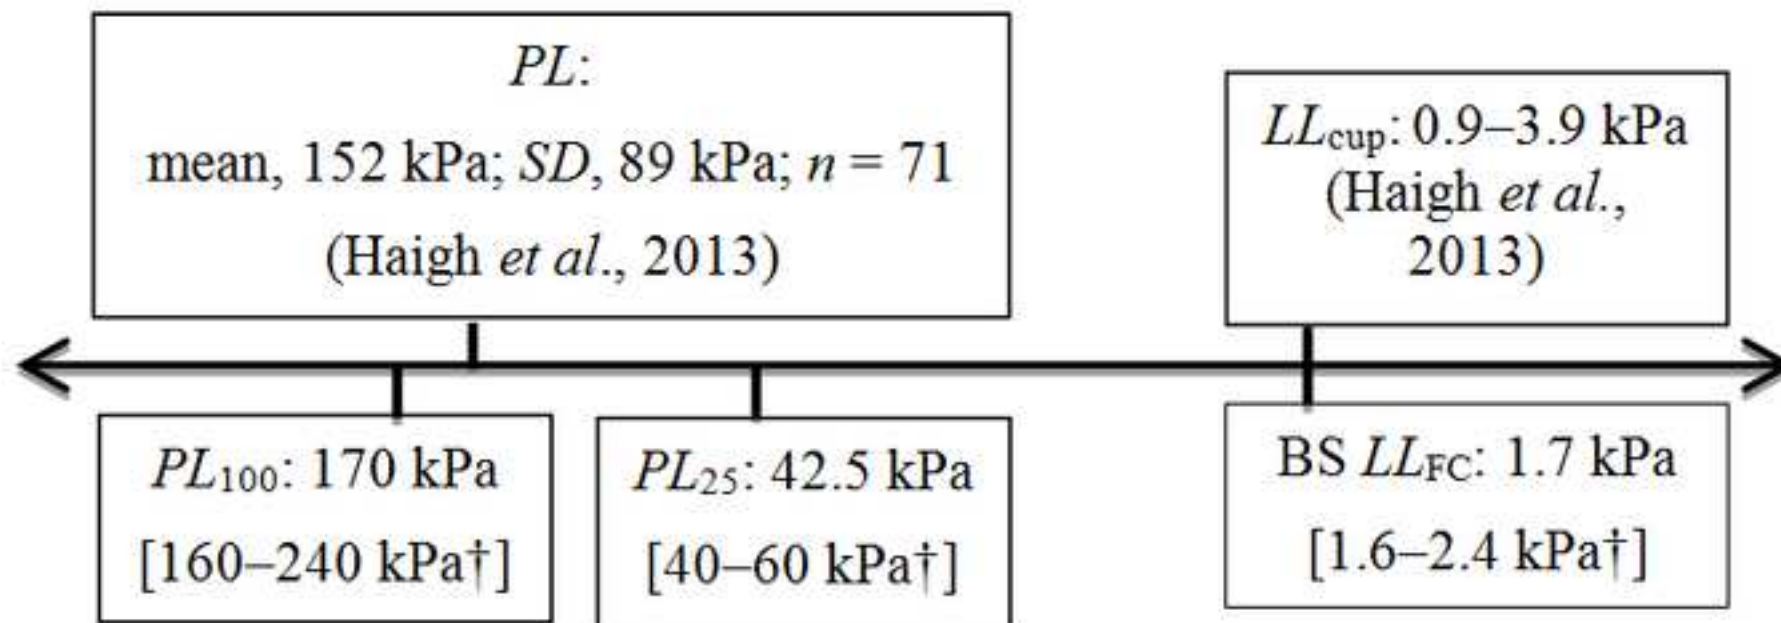 PL:
mean, 152 kPa; SD, 89 kPa; n = 71
(Haigh et al., 2013)
LLcup: 0.9–3.9 kPa
(Haigh et al.,
2013)
PL100: 170 kPa
[160–240 kPa†]
PL25: 42.5 kPa
[40–60 kPa†]
BS LLFC: 1.7 kPa
[1.6–2.4 kPa†]